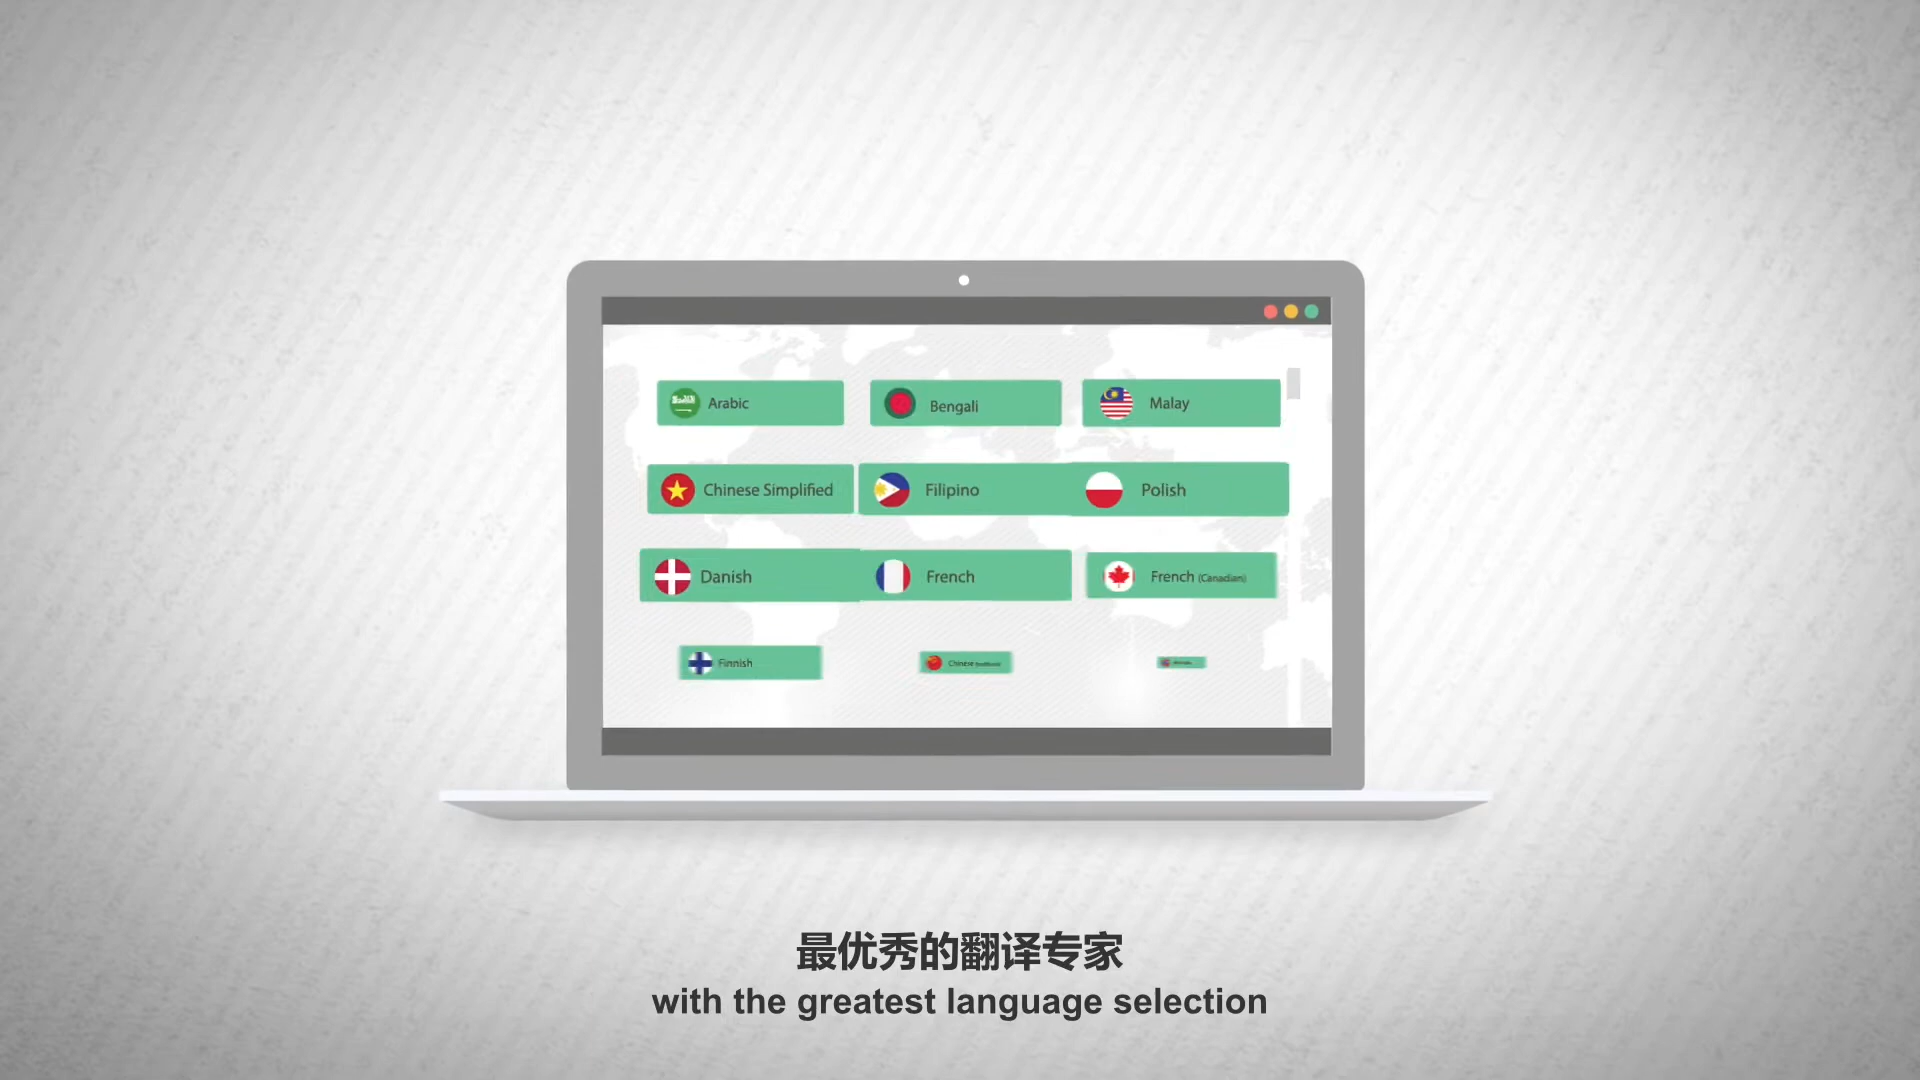 Arabic
Bengali
Malay
Chinese Simplified
Filipino
Polish
Danish
French
French (Canadian)
Finnish
Chinese
最优秀的翻译专家
with the greatest language selection